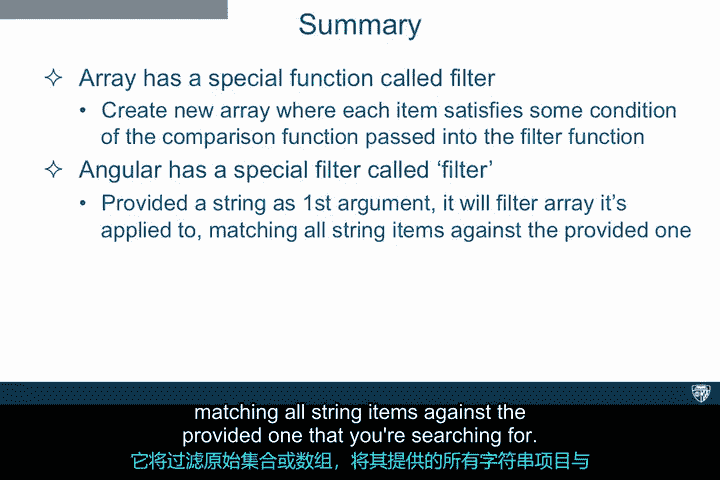 Summary
Array has a special function called filter
• Create new array where each item satisfies some condition
of the comparison function passed into the filter function
Angular has a special filter called ‘filter’
• Provided a string as 1st argument, it will filter array it’s
applied to, matching all string items against the provided one
matching all string items against the
provided one that you're searching for.
它将过滤原始集合或数组，将其提供的所有字符串项目与